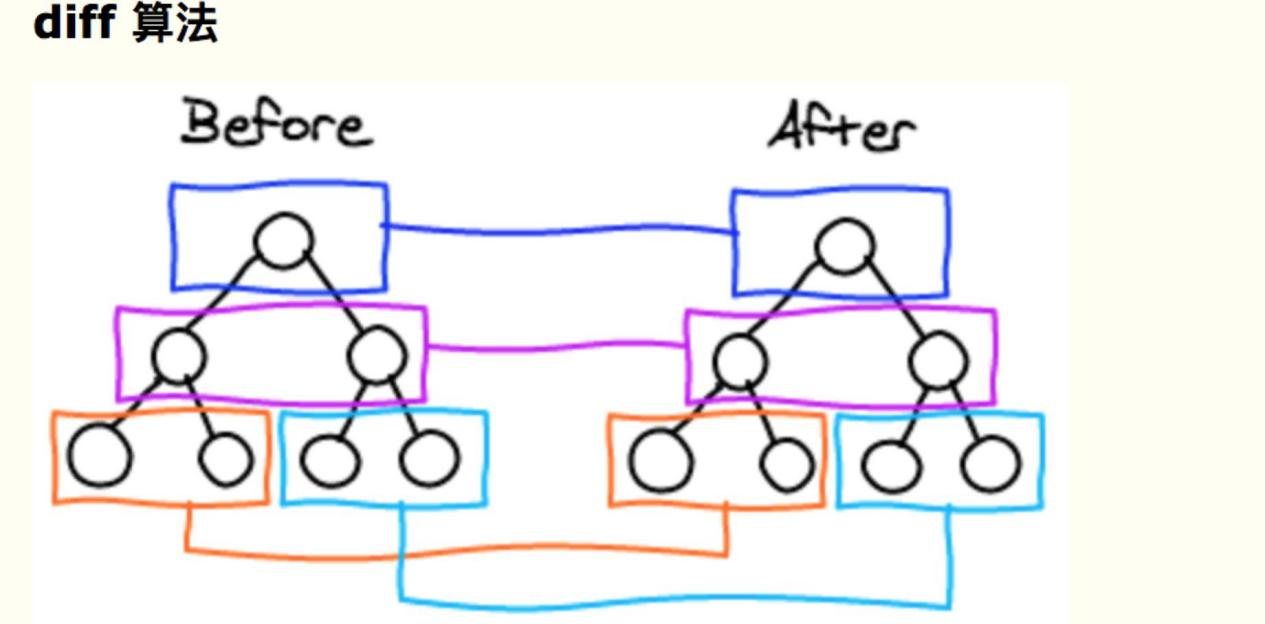 diff 算法
Before
After